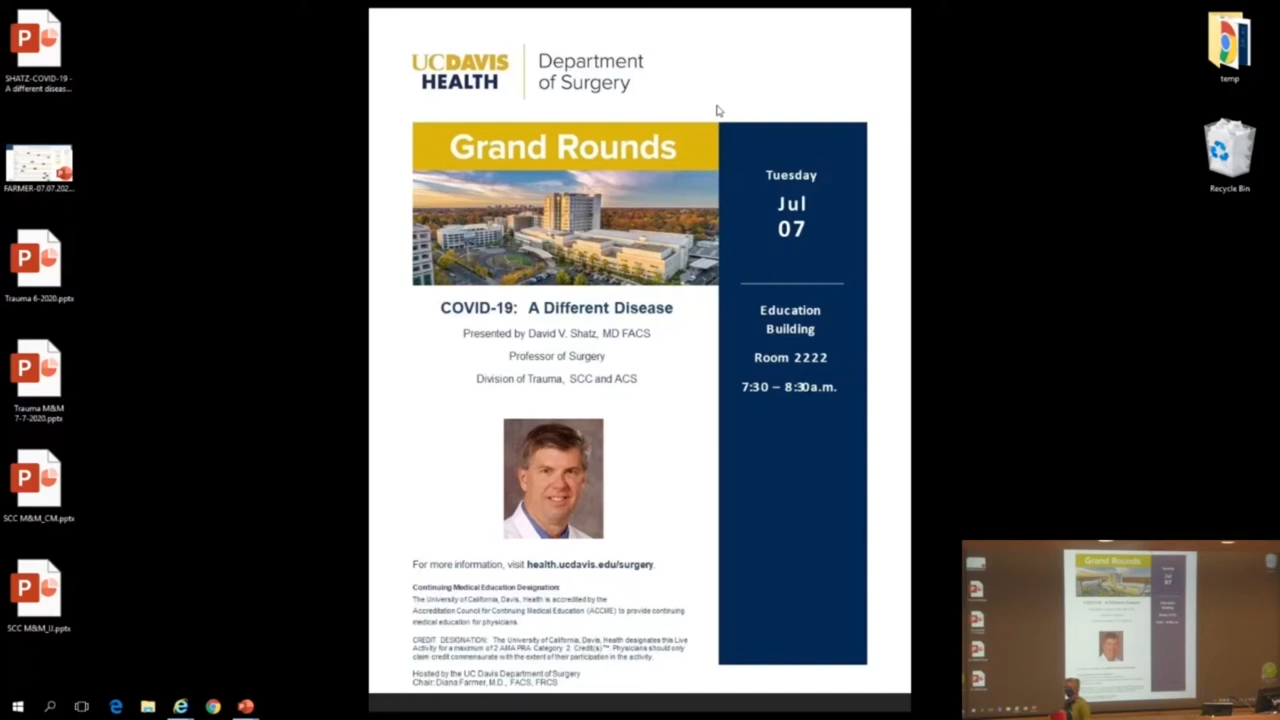 SHATZ-COVID-19 -
A different diseas...
FARMER-07.07.202...
Trauma 6-2020.pptx
Trauma M&M
7-7-2020.pptx
SCC M&M_CM.pptx
SCC M&M_IJ.pptx
UCDAVIS
HEALTH
Department
of Surgery
Grand Rounds
COVID-19: A Different Disease
Presented by David V. Shatz, MD FACS
Professor of Surgery
Division of Trauma, SCC and ACS
For more information, visit health.ucdavis.edu/surgery.
Continuing Medical Education Designation:
The University of California, Davis, Health is accredited by the
Accreditation Council for Continuing Medical Education (ACCME) to provide continuing
medical education for physicians.
CREDIT DESIGNATION: The University of California, Davis, Health designates this Live
Activity for a maximum of 2 AMA PRA Category 2 Credit(s)™. Physicians should only
claim credit commensurate with the extent of their participation in the activity.
Hosted by the UC Davis Department of Surgery
Chair: Diana Farmer, M.D., FACS, FRCS
Tuesday
Jul
07
Education
Building
Room 2222
7:30 – 8:30a.m.
temp
Recycle Bin
Grand Rounds